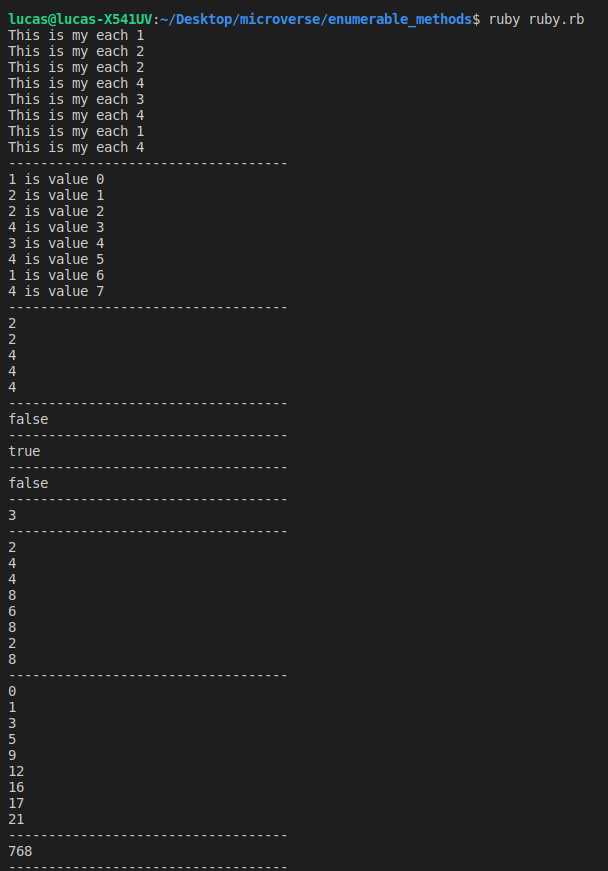 lucas@lucas-X541UV:~/Desktop/microverse/enumerable_methods$ ruby ruby.rb
This is my each 1
This is my each 2
This is my each 2
This is my each 4
This is my each 3
This is my each 4
This is my each 1
This is my each 4
-----------------------------------
1 is value 0
2 is value 1
2 is value 2
4 is value 3
3 is value 4
4 is value 5
1 is value 6
4 is value 7
-----------------------------------
2
2
4
4
4
-----------------------------------
false
-----------------------------------
true
-----------------------------------
false
-----------------------------------
3
-----------------------------------
2
4
4
8
6
8
2
8
-----------------------------------
0
1
3
5
9
12
16
17
21
-----------------------------------
768
-----------------------------------